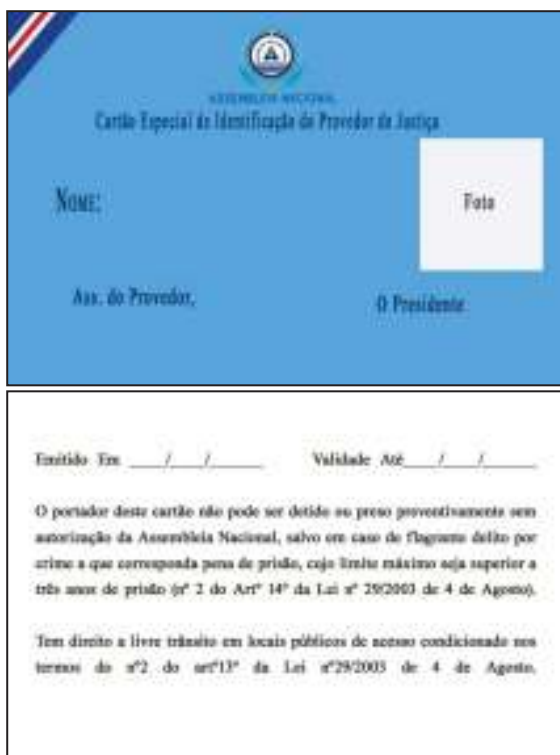 ASSEMBLEIA NACIONAL
Cartão Especial de Identificação do Provedor de Justiça
NOME:
Foto
Ass. do Provedor,
O Presidente
Emitido Em ____/____/______ Validade Até____/____/______
O portador deste cartão não pode ser detido ou preso preventivamente sem
autorização da Assembleia Nacional, salvo em caso de flagrante delito por
crime a que corresponda pena de prisão, cujo limite máximo seja superior a
três anos de prisão (nº 2 do Artº 14º da Lei nº 29/2003 de 4 de Agosto).
Tem direito a livre trânsito em locais públicos de acesso condicionado nos
termos do nº2 do artº13º da Lei nº29/2003 de 4 de Agosto.